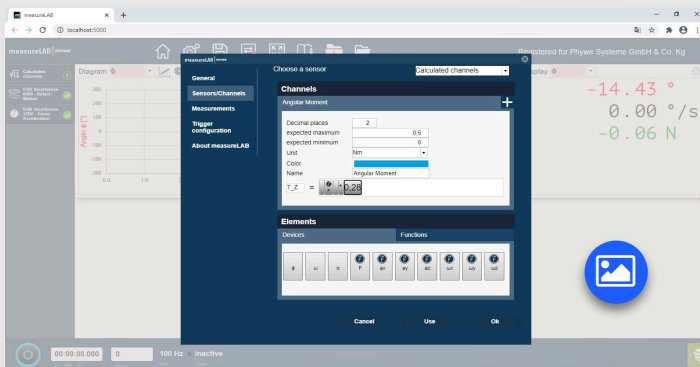 measureLAB
localhost:5000
measureLAB PHYWE
Registered for Phywe Systeme GmbH & Co. Kg
measureLAB PHYWE
Choose a sensor
Calculated channels
Calculated channels
Diagram
Display
General
Sensors/Channels
Measurements
Trigger
configuration
About measureLAB
Channels
Angular Moment
+
Decimal places 2
expected maximum 0.5
expected minimum 0
Unit Nm
Color
Name Angular Moment
T_Z = F * 0,28
Elements
Devices Functions
ϕ ω α F ax ay az ωx ωy ωz
Cancel Use Ok
-14.43 °
0.00 °/s
-0.06 N
Angle ϕ [°]
300
200
100
0
-100
-200
-300
0.0 1.0
00:00:00.000 0 100 Hz inactive